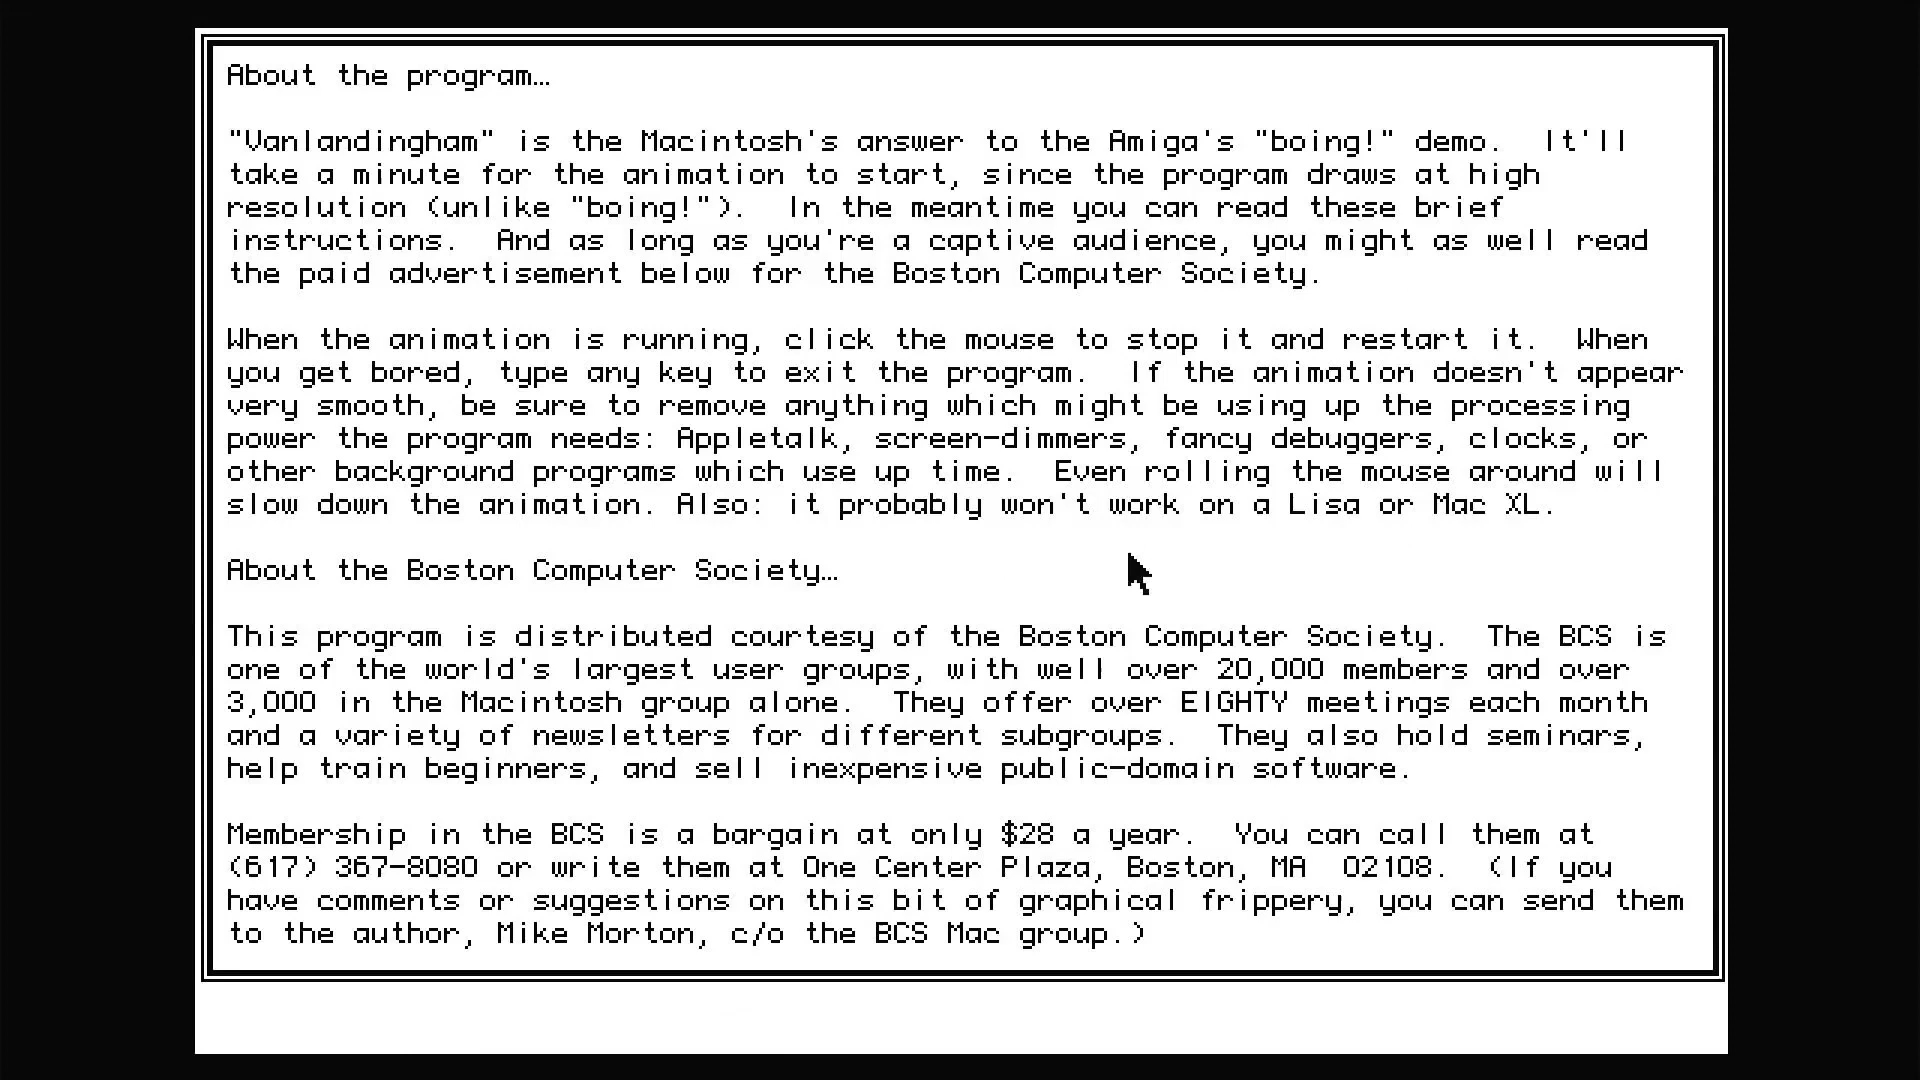 About the program…
"Vanlandingham" is the Macintosh's answer to the Amiga's "boing!" demo.  It'll
take a minute for the animation to start, since the program draws at high
resolution (unlike "boing!").  In the meantime you can read these brief
instructions.  And as long as you're a captive audience, you might as well read
the paid advertisement below for the Boston Computer Society.
When the animation is running, click the mouse to stop it and restart it.  When
you get bored, type any key to exit the program.  If the animation doesn't appear
very smooth, be sure to remove anything which might be using up the processing
power the program needs: Appletalk, screen-dimmers, fancy debuggers, clocks, or
other background programs which use up time.  Even rolling the mouse around will
slow down the animation. Also: it probably won't work on a Lisa or Mac XL.
About the Boston Computer Society…
This program is distributed courtesy of the Boston Computer Society.  The BCS is
one of the world's largest user groups, with well over 20,000 members and over
3,000 in the Macintosh group alone.  They offer over EIGHTY meetings each month
and a variety of newsletters for different subgroups.  They also hold seminars,
help train beginners, and sell inexpensive public-domain software.
Membership in the BCS is a bargain at only $28 a year.  You can call them at
(617) 367-8080 or write them at One Center Plaza, Boston, MA  02108.  (If you
have comments or suggestions on this bit of graphical frippery, you can send them
to the author, Mike Morton, c/o the BCS Mac group.)